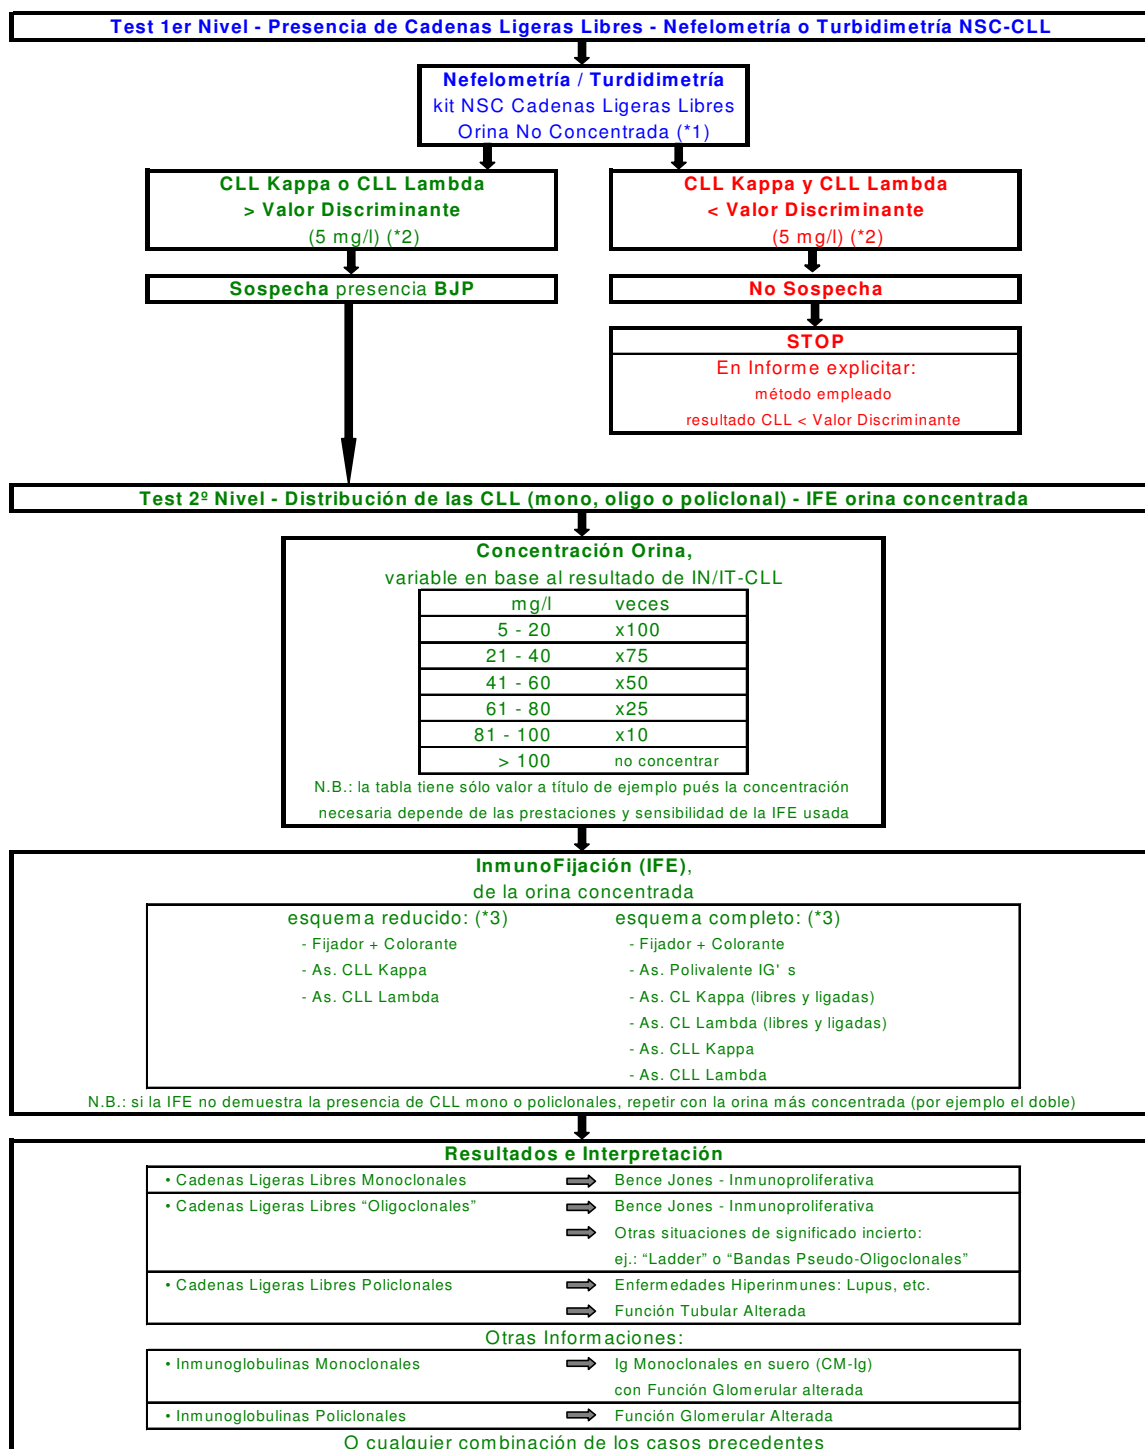 Test 1er Nivel - Presencia de Cadenas Ligeras Libres - Nefelometría o Turbidimetría NSC-CLL
Nefelometría / Turdidimetría
kit NSC Cadenas Ligeras Libres
Orina No Concentrada (*1)
CLL Kappa o CLL Lambda
> Valor Discriminante
(5 mg/l) (*2)
CLL Kappa y CLL Lambda
< Valor Discriminante
(5 mg/l) (*2)
Sospecha presencia BJP
No Sospecha
STOP
En Informe explicitar:
método empleado
resultado CLL < Valor Discriminante
Test 2º Nivel - Distribución de las CLL (mono, oligo o policlonal) - IFE orina concentrada
Concentración Orina,
variable en base al resultado de IN/IT-CLL
mg/l veces
5 - 20 x100
21 - 40 x75
41 - 60 x50
61 - 80 x25
81 - 100 x10
> 100 no concentrar
N.B.: la tabla tiene sólo valor a título de ejemplo pués la concentración
necesaria depende de las prestaciones y sensibilidad de la IFE usada
InmunoFijación (IFE),
de la orina concentrada
esquema reducido: (*3)
- Fijador + Colorante
- As. CLL Kappa
- As. CLL Lambda
esquema completo: (*3)
- Fijador + Colorante
- As. Polivalente IG' s
- As. CL Kappa (libres y ligadas)
- As. CL Lambda (libres y ligadas)
- As. CLL Kappa
- As. CLL Lambda
N.B.: si la IFE no demuestra la presencia de CLL mono o policlonales, repetir con la orina más concentrada (por ejemplo el doble)
Resultados e Interpretación
• Cadenas Ligeras Libres Monoclonales Bence Jones - Inmunoproliferativa
• Cadenas Ligeras Libres “Oligoclonales” Bence Jones - Inmunoproliferativa
Otras situaciones de significado incierto:
ej.: “Ladder” o “Bandas Pseudo-Oligoclonales”
• Cadenas Ligeras Libres Policlonales Enfermedades Hiperinmunes: Lupus, etc.
Función Tubular Alterada
Otras Informaciones:
• Inmunoglobulinas Monoclonales Ig Monoclonales en suero (CM-Ig)
con Función Glomerular alterada
• Inmunoglobulinas Policlonales Función Glomerular Alterada
O cualquier combinación de los casos precedentes